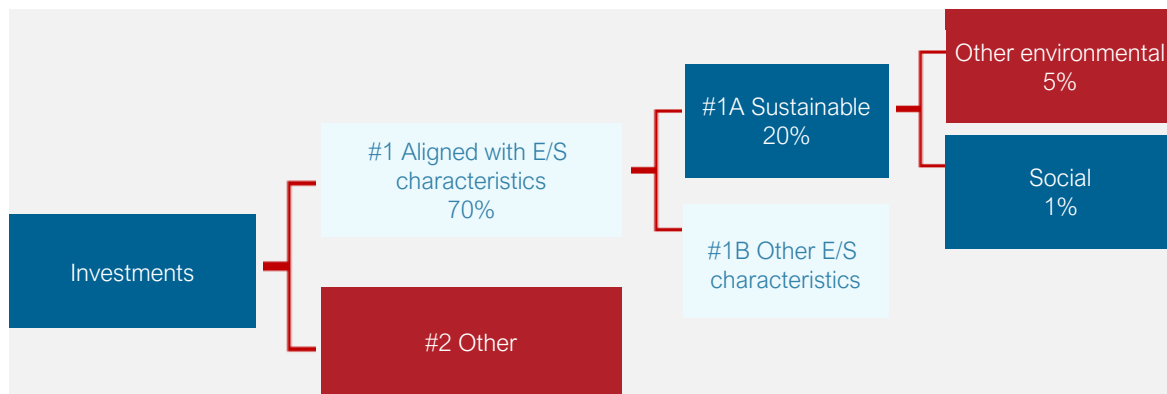 Investments
#1 Aligned with E/S
characteristics
70%
#2 Other
#1A Sustainable
20%
#1B Other E/S
characteristics
Other environmental
5%
Social
1%